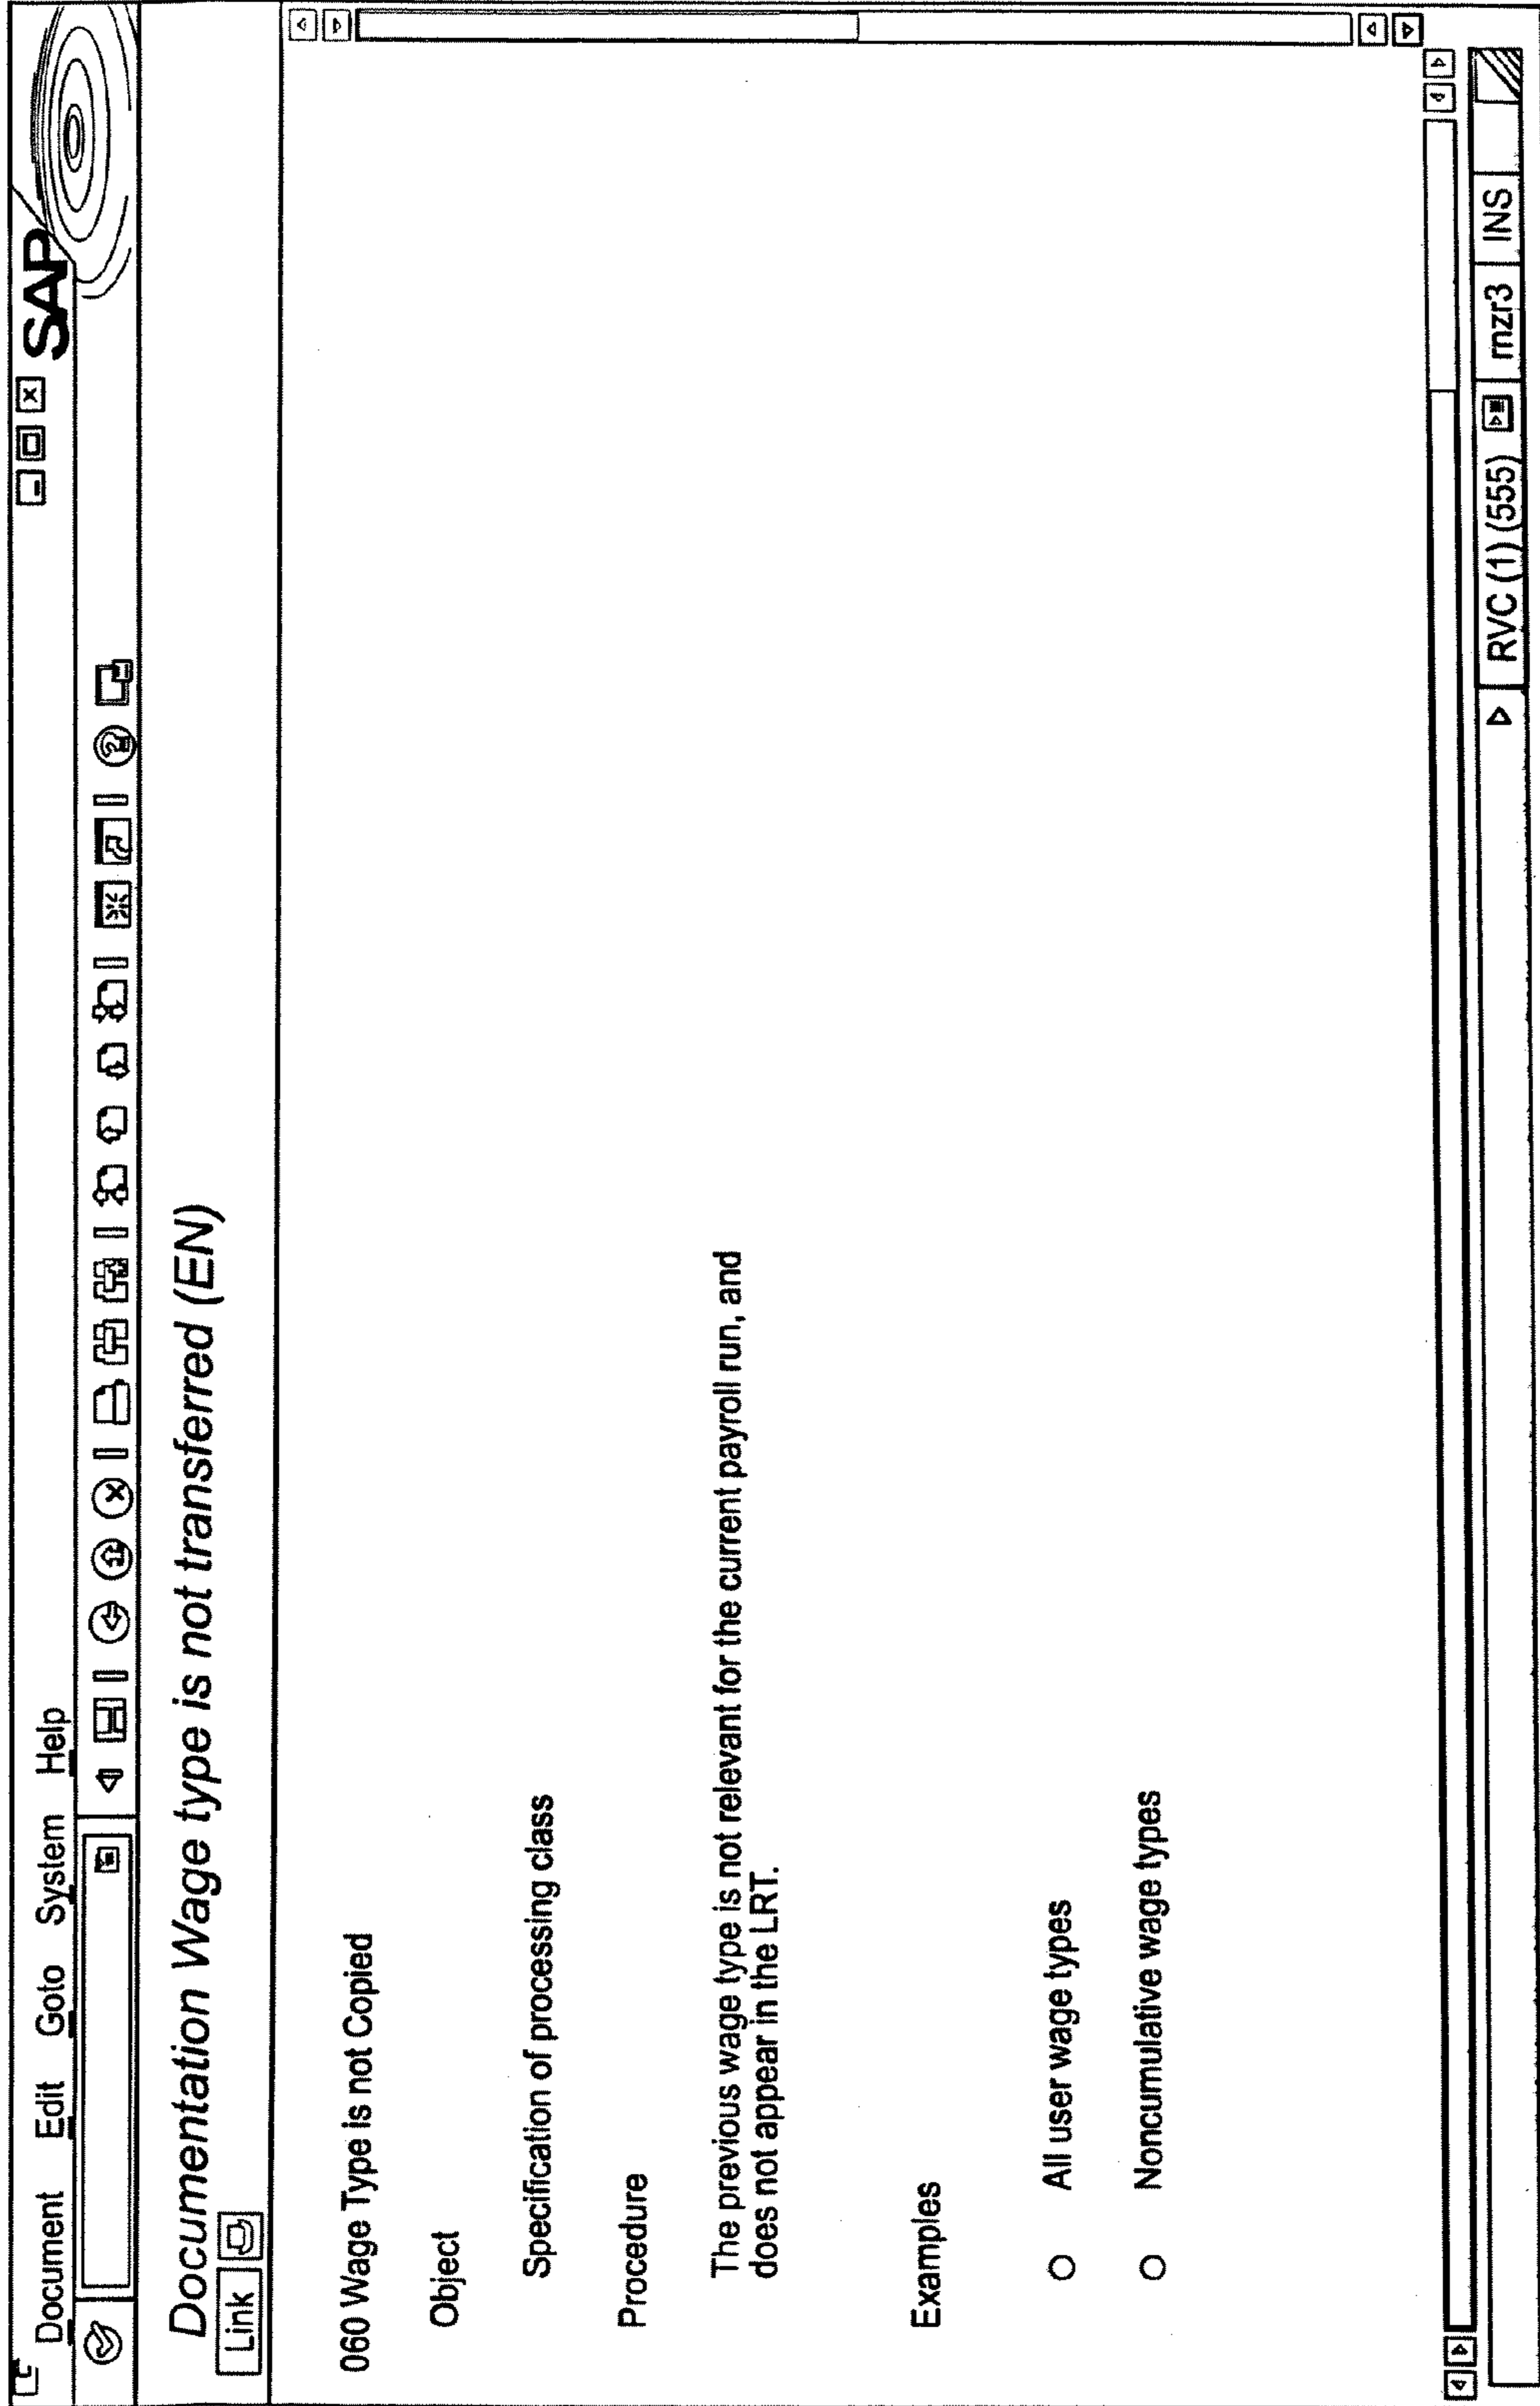 Document Edit Goto System Help
SAP
Documentation Wage type is not transferred (EN)
Link
060 Wage Type is not Copied
Object
Specification of processing class
Procedure
The previous wage type is not relevant for the current payroll run, and
does not appear in the LRT.
Examples
All user wage types
Noncumulative wage types
RVC (1) (555) rnzr3 INS